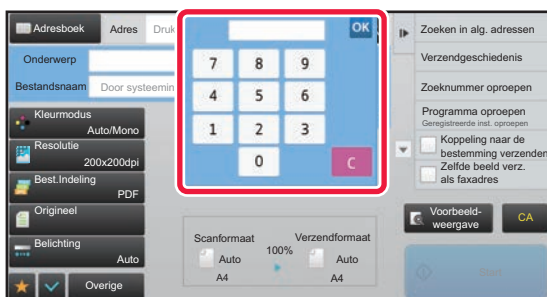 Adresboek
Adres
Druk
Onderwerp
Bestandsnaam
Door systeemin
Kleurmodus
Auto/Mono
Resolutie
200x200dpi
Best.Indeling
PDF
Origineel
Belichting
Auto
Overige
OK
7 8 9
4 5 6
1 2 3
0 C
Scanformaat
Auto
A4
100%
Verzendformaat
Auto
A4
Zoeken in alg. adressen
Verzendgeschiedenis
Zoeknummer oproepen
Programma oproepen
Geregistreerde inst. oproepen
Koppeling naar de
bestemming verzenden
Zelfde beeld verz.
als faxadres
Voorbeeld-
weergave
CA
Start